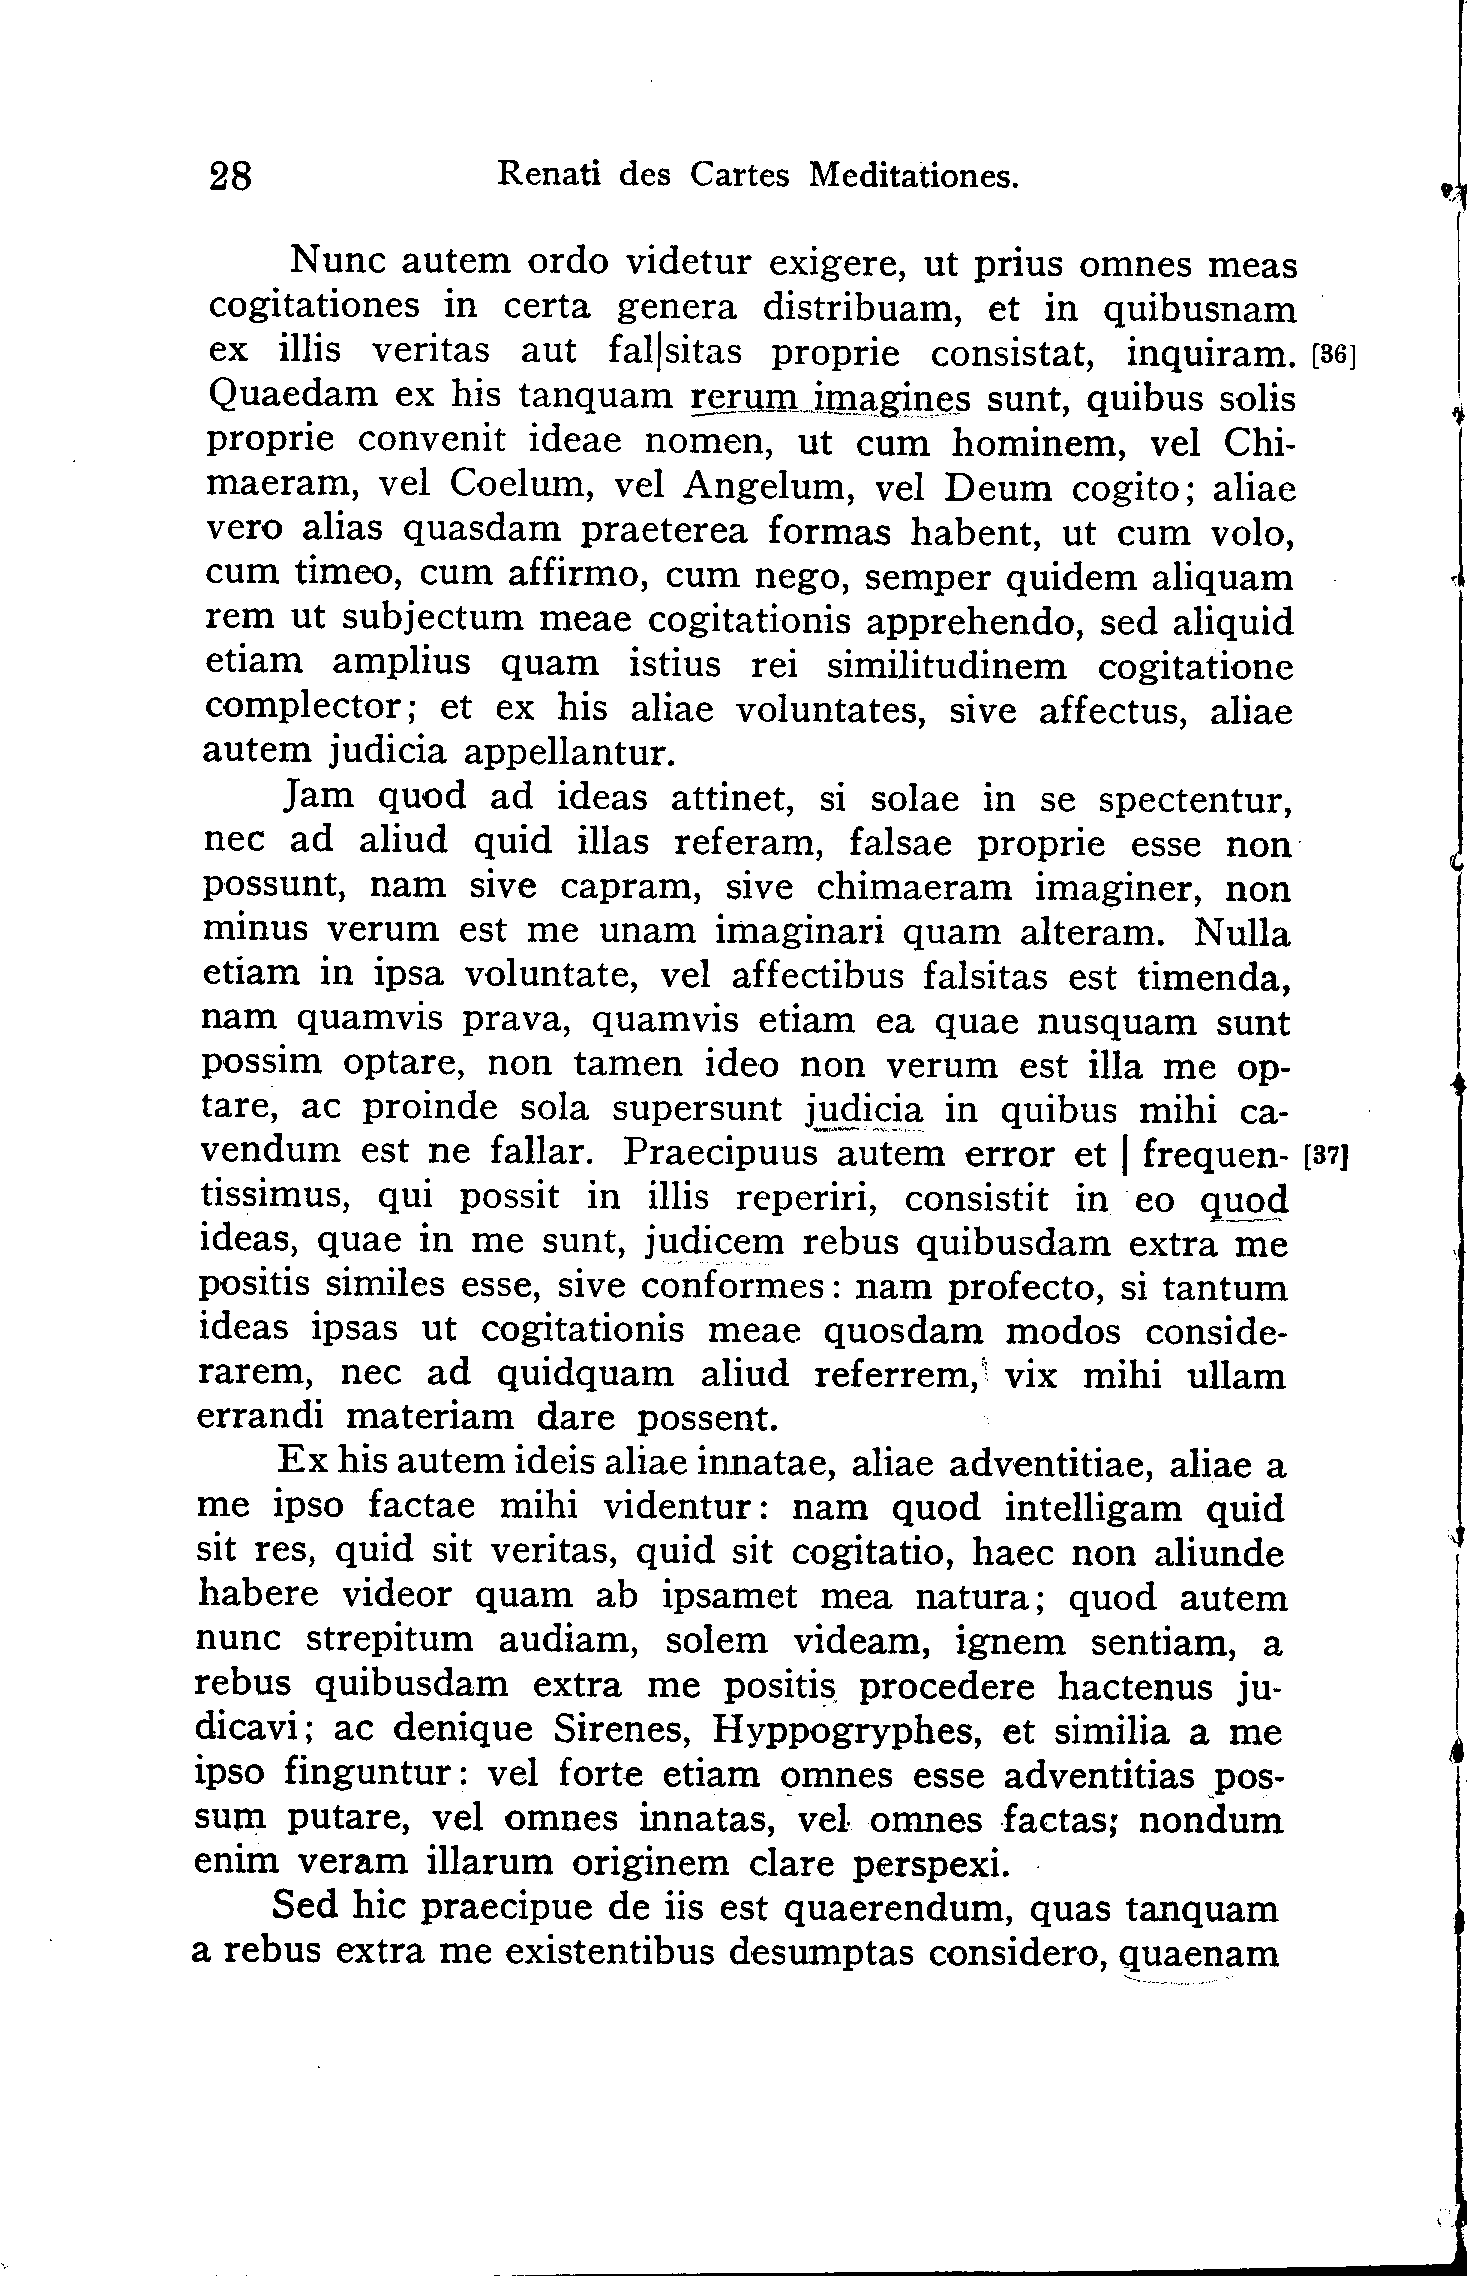 28 Renati des Cartes Meditationes.
Nunc autem ordo videtur exigere, ut prius omnes meas
cogitationes in certa genera distribuam, et in quibusnam
ex illis veritas aut fal|sitas proprie consistat, inquiram. [36]
Quaedam ex his tanquam rerum imagines sunt, quibus solis
proprie convenit ideae nomen, ut cum hominem, vel Chi-
maeram, vel Coelum, vel Angelum, vel Deum cogito; aliae
vero alias quasdam praeterea formas habent, ut cum volo,
cum timeo, cum affirmo, cum nego, semper quidem aliquam
rem ut subjectum meae cogitationis apprehendo, sed aliquid
etiam amplius quam istius rei similitudinem cogitatione
complector; et ex his aliae voluntates, sive affectus, aliae
autem judicia appellantur.
Jam quod ad ideas attinet, si solae in se spectentur,
nec ad aliud quid illas referam, falsae proprie esse non
possunt, nam sive capram, sive chimaeram imaginer, non
minus verum est me unam imaginari quam alteram. Nulla
etiam in ipsa voluntate, vel affectibus falsitas est timenda,
nam quamvis prava, quamvis etiam ea quae nusquam sunt
possim optare, non tamen ideo non verum est illa me op-
tare, ac proinde sola supersunt judicia in quibus mihi ca-
vendum est ne fallar. Praecipuus autem error et | frequen- [37]
tissimus, qui possit in illis reperiri, consistit in eo quod
ideas, quae in me sunt, judicem rebus quibusdam extra me
positis similes esse, sive conformes: nam profecto, si tantum
ideas ipsas ut cogitationis meae quosdam modos conside-
rarem, nec ad quidquam aliud referrem, vix mihi ullam
errandi materiam dare possent.
Ex his autem ideis aliae innatae, aliae adventitiae, aliae a
me ipso factae mihi videntur: nam quod intelligam quid
sit res, quid sit veritas, quid sit cogitatio, haec non aliunde
habere videor quam ab ipsamet mea natura; quod autem
nunc strepitum audiam, solem videam, ignem sentiam, a
rebus quibusdam extra me positis procedere hactenus ju-
dicavi; ac denique Sirenes, Hyppogryphes, et similia a me
ipso finguntur: vel forte etiam omnes esse adventitias pos-
sum putare, vel omnes innatas, vel omnes factas; nondum
enim veram illarum originem clare perspexi.
Sed hic praecipue de iis est quaerendum, quas tanquam
a rebus extra me existentibus desumptas considero, quaenam